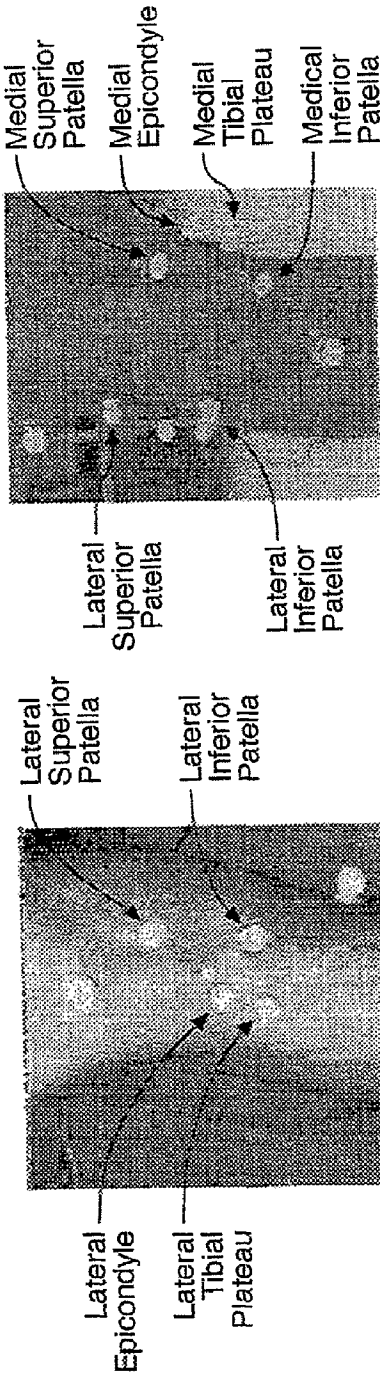 Lateral
Epicondyle
Lateral
Tibial
Plateau
Lateral
Superior
Patella
Lateral
Inferior
Patella
Lateral
Superior
Patella
Lateral
Inferior
Patella
Medial
Superior
Patella
Medial
Epicondyle
Medial
Tibial
Plateau
Medical
Inferior
Patella